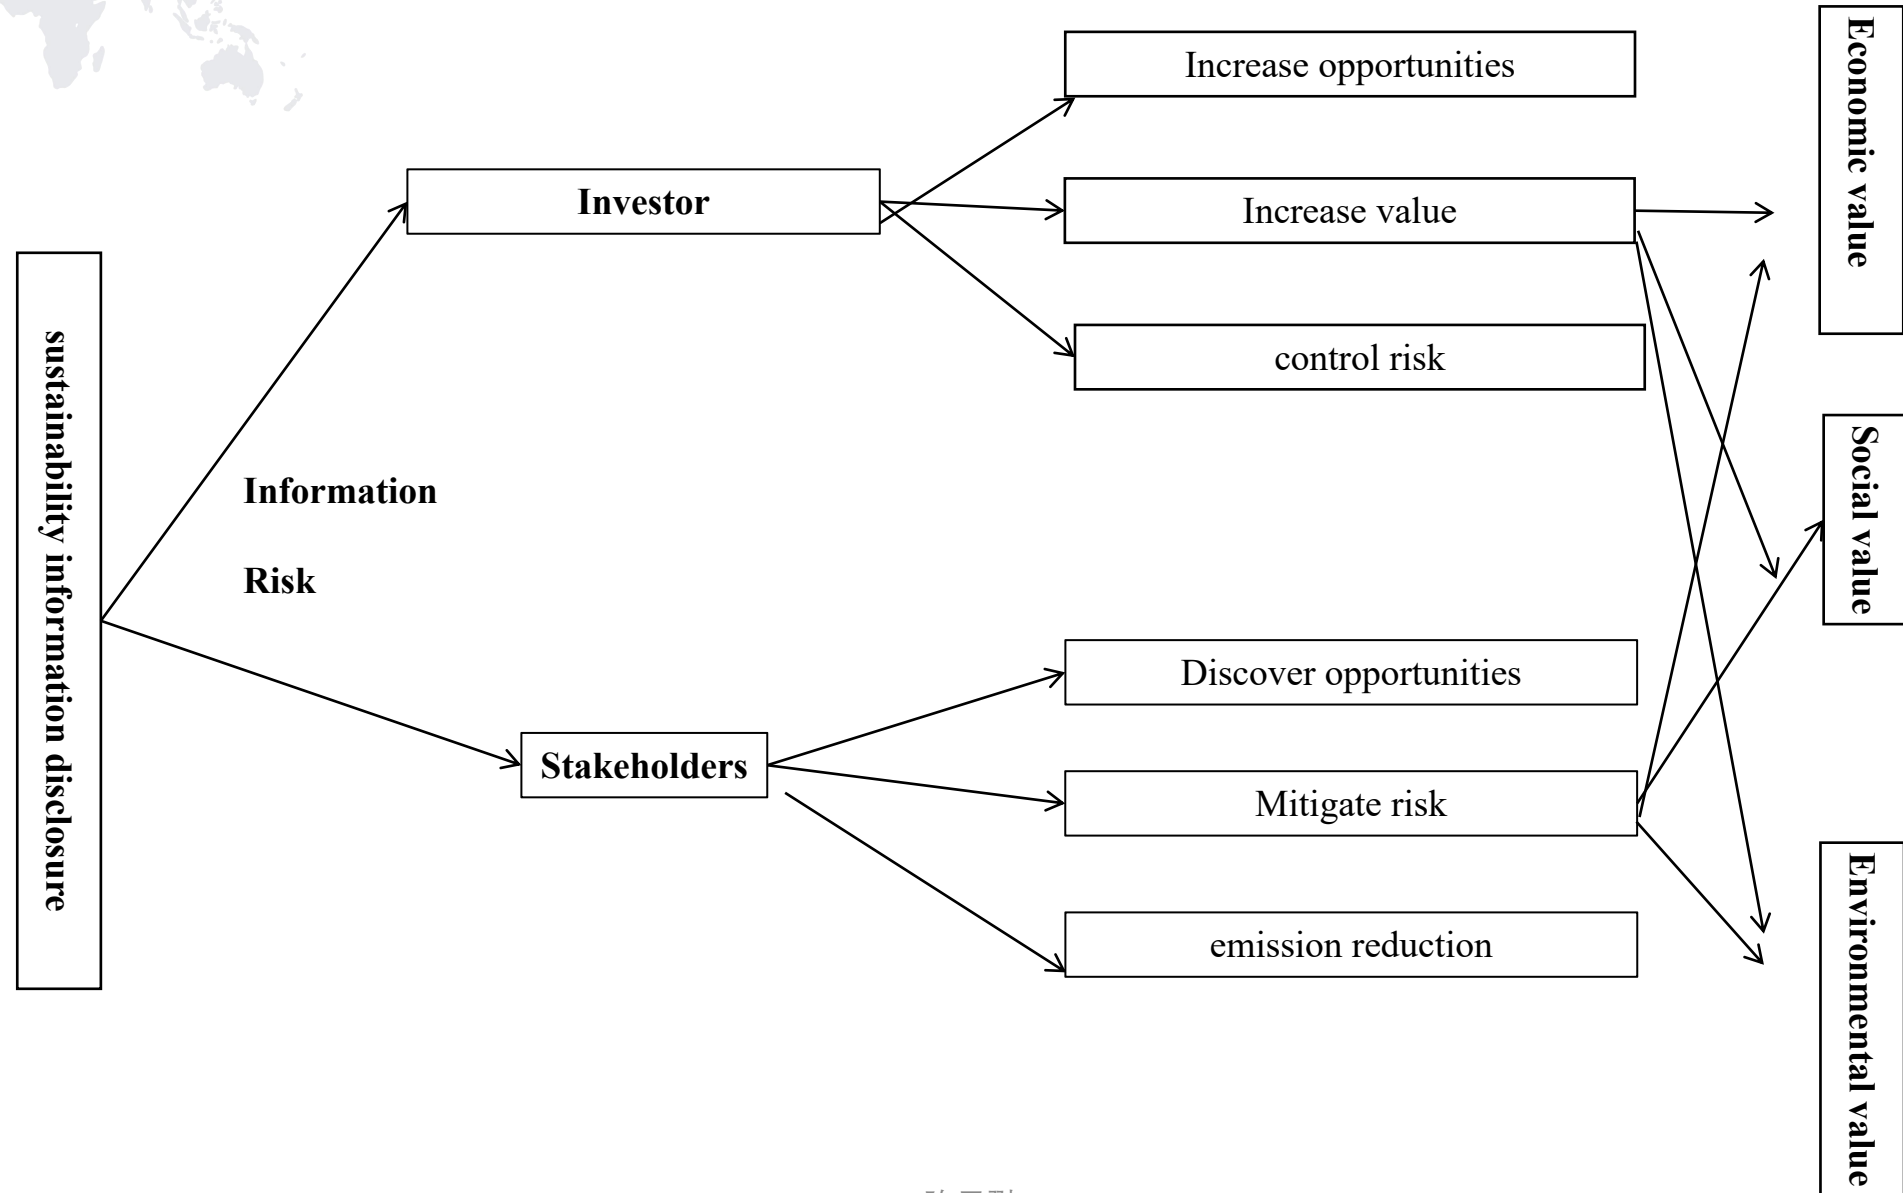 Increase opportunities
Economic value
Investor
Increase value
control risk
sustainability information disclosure
Information
Risk
Social value
Discover opportunities
Stakeholders
Mitigate risk
emission reduction
Environmental value